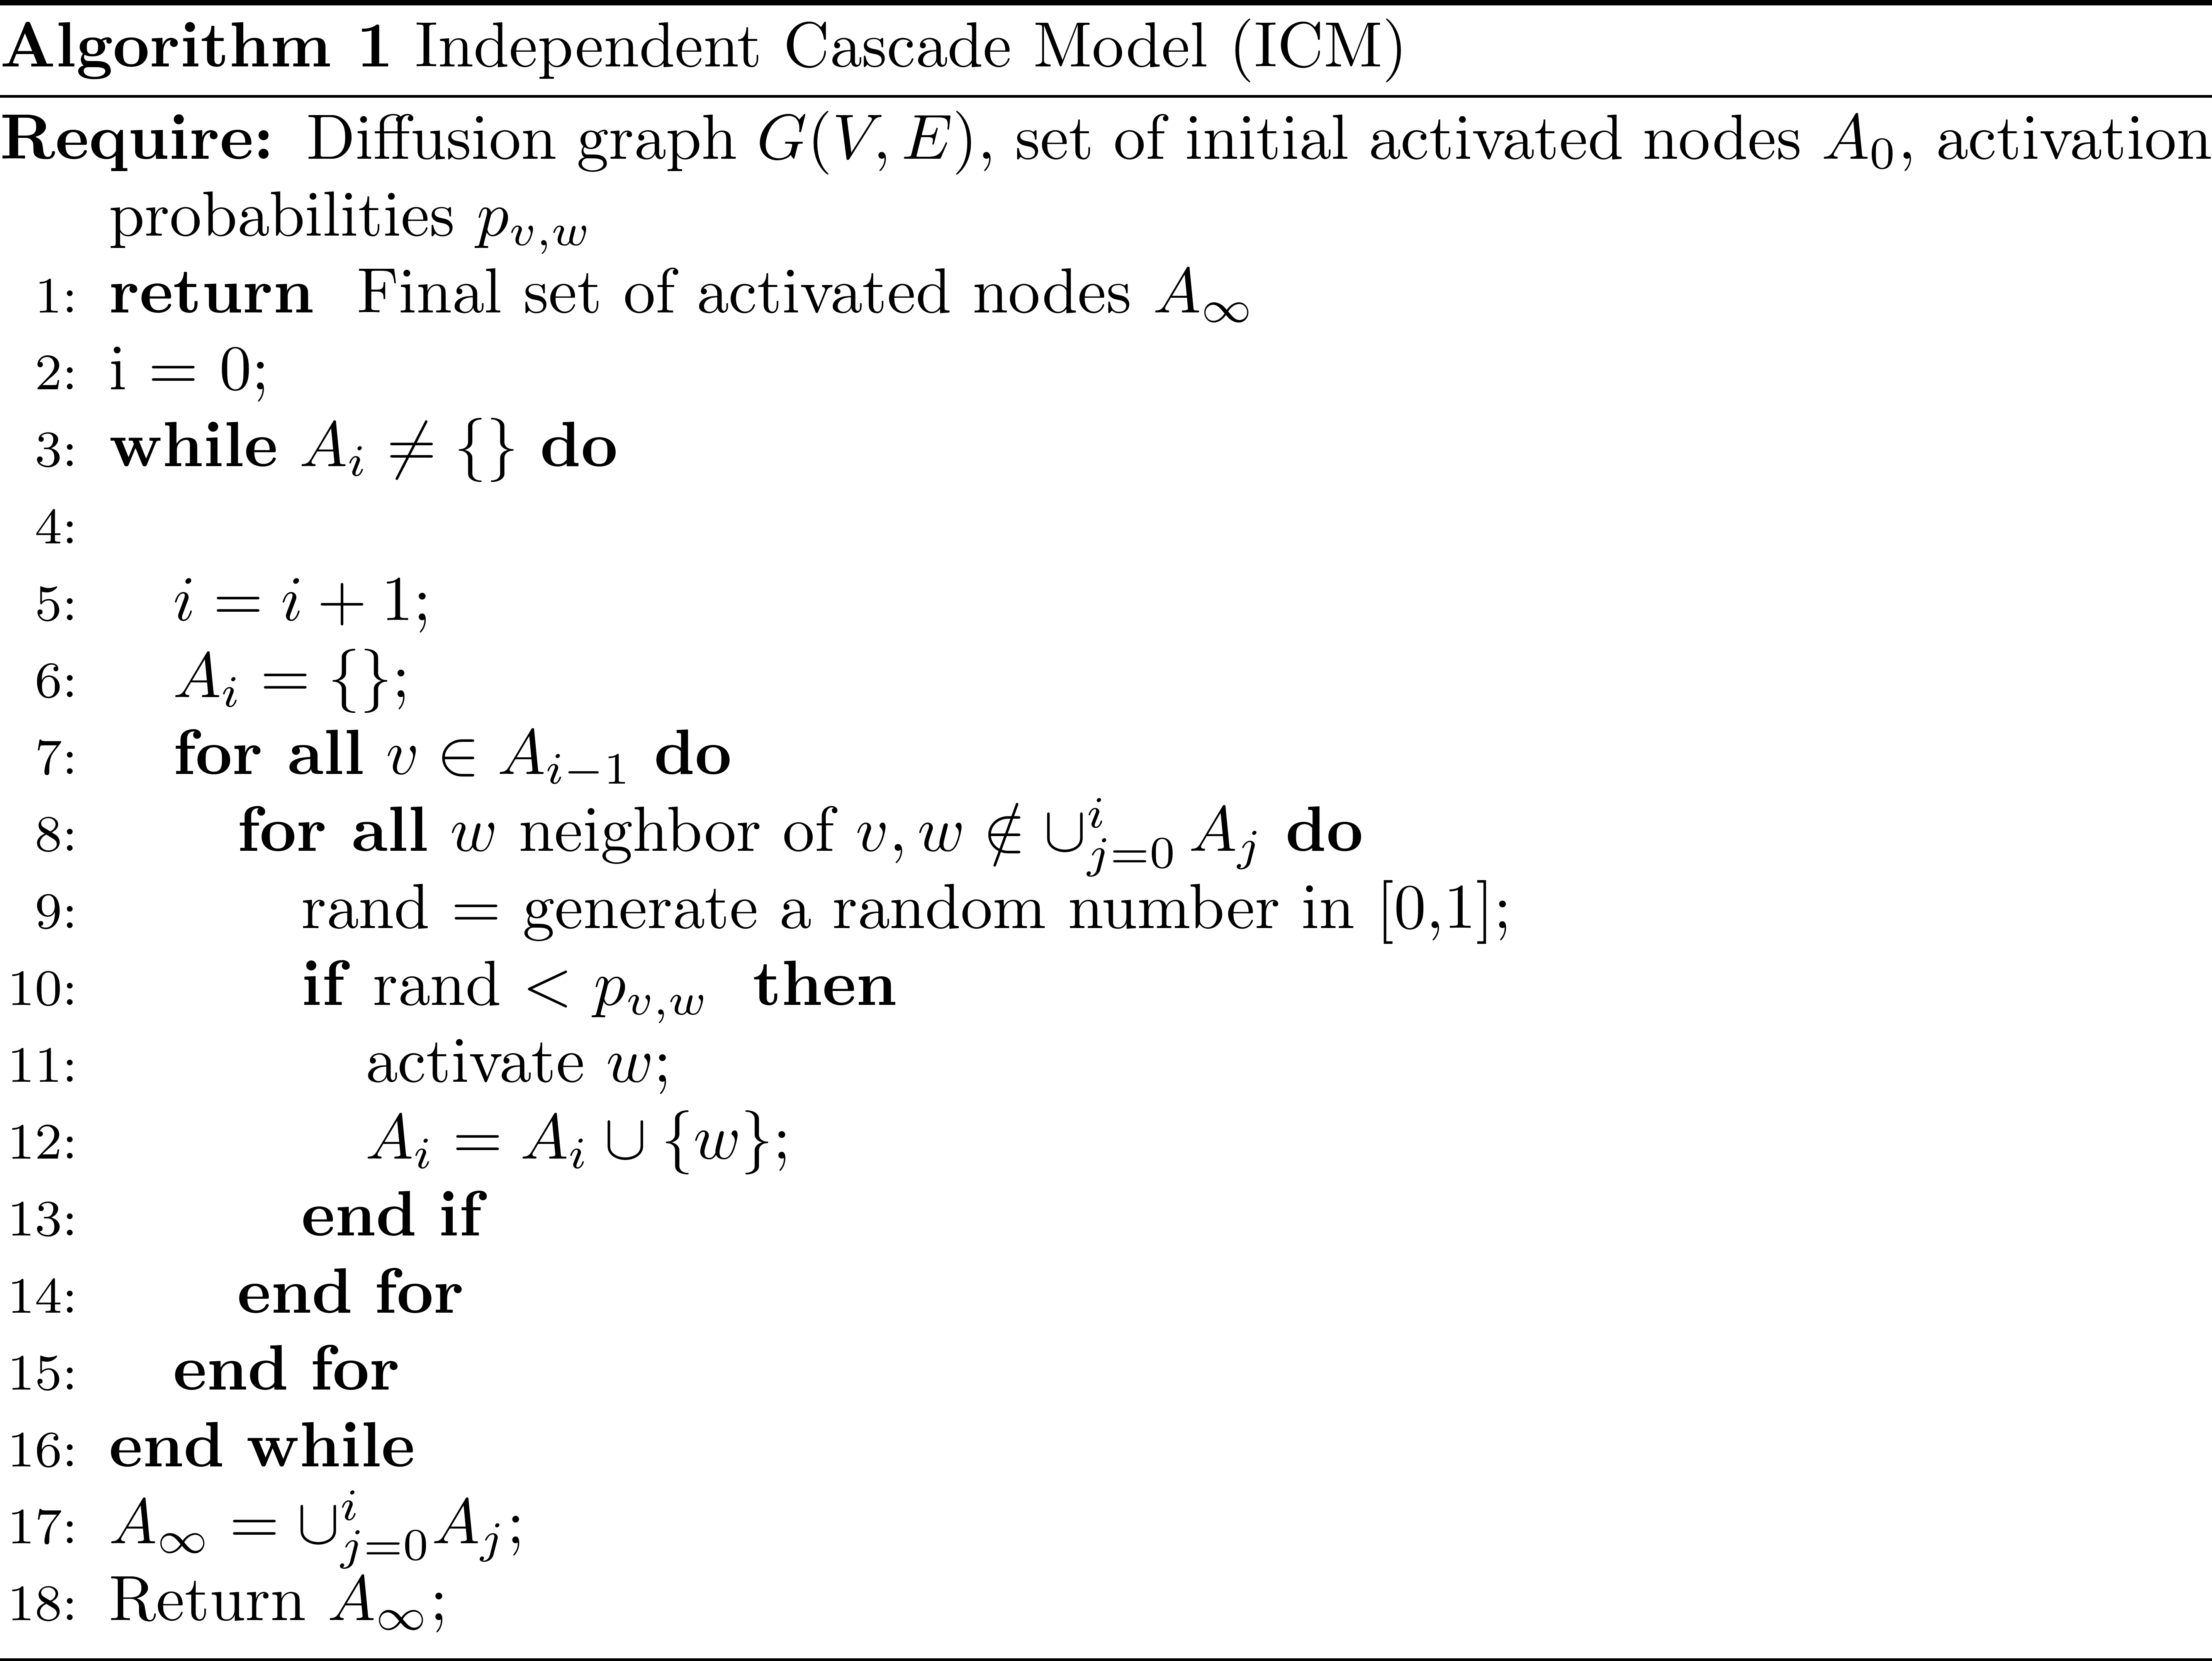 Algorithm 1 Independent Cascade Model (ICM)
Require: Diffusion graph G(V, E), set of initial activated nodes A₀, activation
probabilities p_{v,w}
1: return Final set of activated nodes A_∞
2: i = 0;
3: while A_i ≠ {} do
4:
5: i = i + 1;
6: A_i = {};
7: for all v ∈ A_{i−1} do
8: for all w neighbor of v, w ∉ ∪_{j=0}^{i} A_j do
9: rand = generate a random number in [0,1];
10: if rand < p_{v,w} then
11: activate w;
12: A_i = A_i ∪ {w};
13: end if
14: end for
15: end for
16: end while
17: A_∞ = ∪_{j=0}^{i} A_j;
18: Return A_∞;